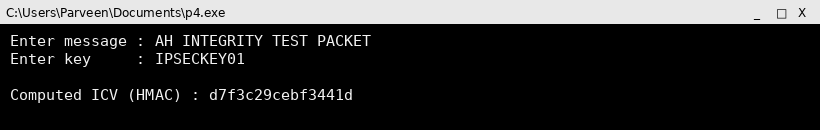 C:\Users\Parveen\Documents\p4.exe _ □ X
Enter message : AH INTEGRITY TEST PACKET
Enter key     : IPSECKEY01
Computed ICV (HMAC) : d7f3c29cebf3441d